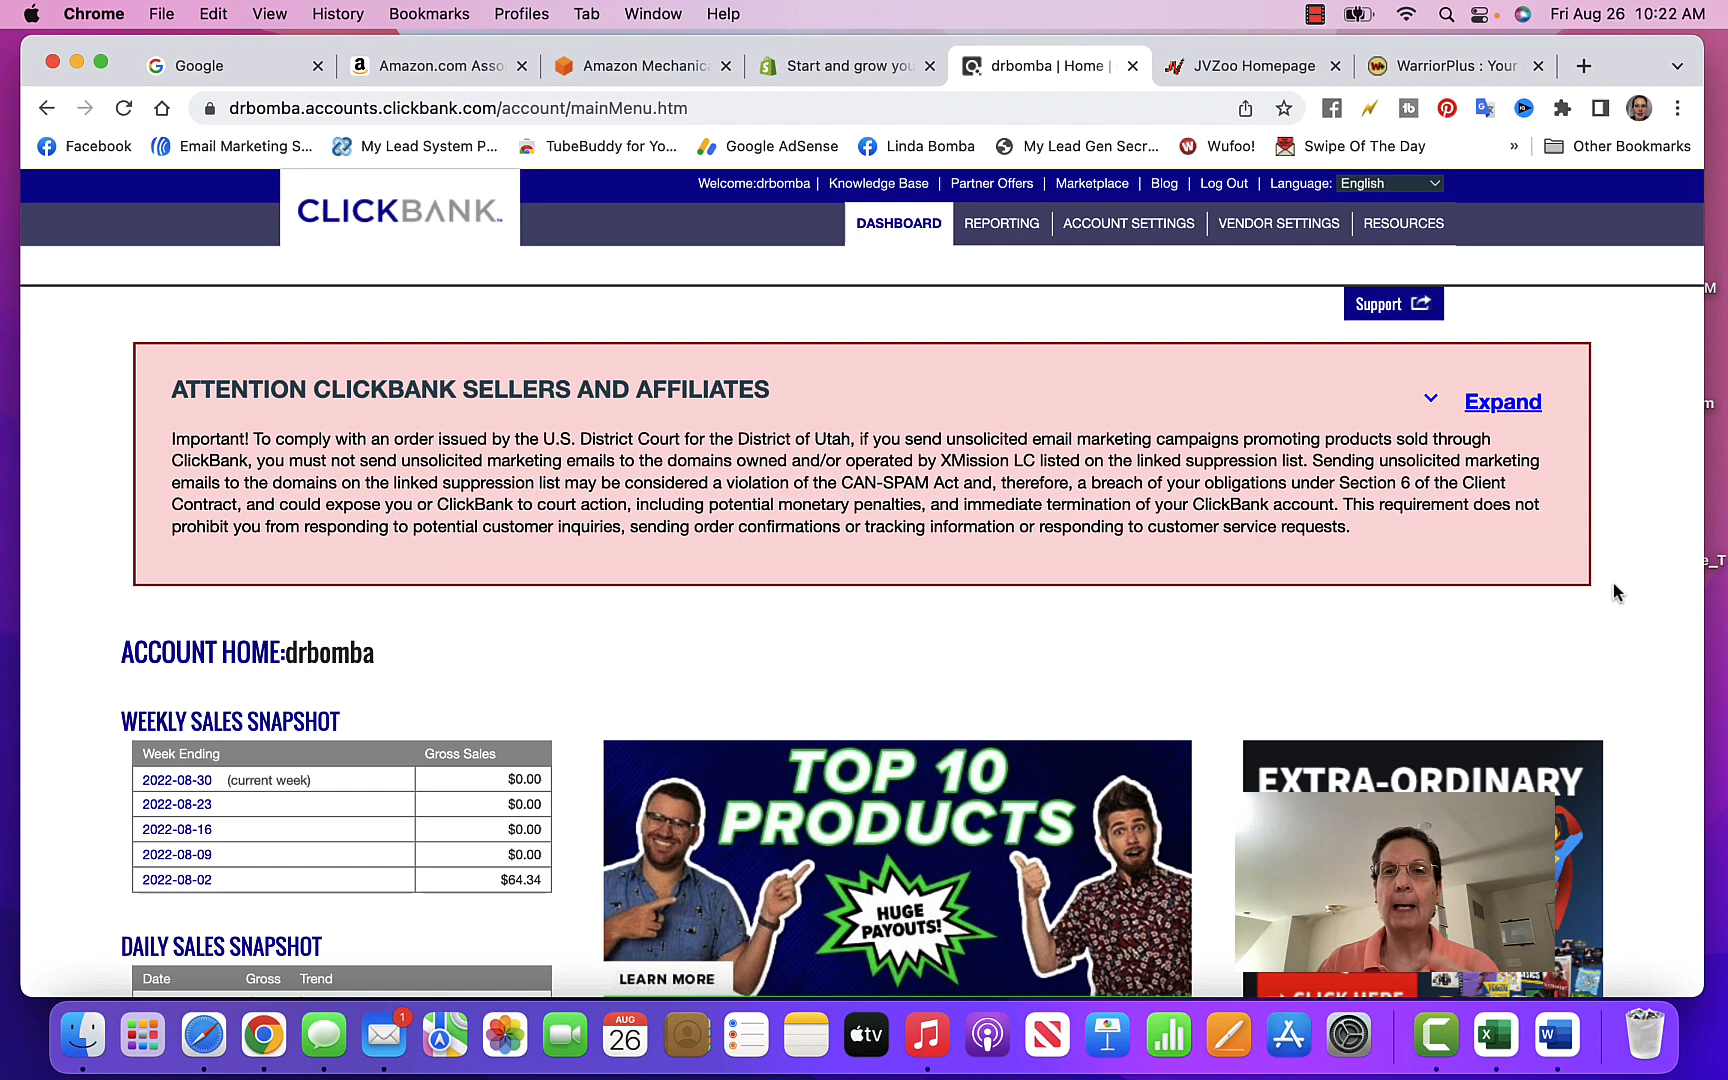 Chrome File Edit View History Bookmarks Profiles Tab Window Help Fri Aug 26 10:22 AM
Google Amazon.com Asso Amazon Mechanic Start and grow you drbomba | Home | JVZoo Homepage WarriorPlus : Your
drbomba.accounts.clickbank.com/account/mainMenu.htm
Facebook Email Marketing S... My Lead System P... TubeBuddy for Yo... Google AdSense Linda Bomba My Lead Gen Secr... Wufoo! Swipe Of The Day » Other Bookmarks
Welcome:drbomba | Knowledge Base | Partner Offers | Marketplace | Blog | Log Out | Language: English
CLICKBANK
DASHBOARD REPORTING ACCOUNT SETTINGS VENDOR SETTINGS RESOURCES
Support
ATTENTION CLICKBANK SELLERS AND AFFILIATES
Expand
Important! To comply with an order issued by the U.S. District Court for the District of Utah, if you send unsolicited email marketing campaigns promoting products sold through
ClickBank, you must not send unsolicited marketing emails to the domains owned and/or operated by XMission LC listed on the linked suppression list. Sending unsolicited marketing
emails to the domains on the linked suppression list may be considered a violation of the CAN-SPAM Act and, therefore, a breach of your obligations under Section 6 of the Client
Contract, and could expose you or ClickBank to court action, including potential monetary penalties, and immediate termination of your ClickBank account. This requirement does not
prohibit you from responding to potential customer inquiries, sending order confirmations or tracking information or responding to customer service requests.
ACCOUNT HOME:drbomba
WEEKLY SALES SNAPSHOT
Week Ending Gross Sales
2022-08-30 (current week) $0.00
2022-08-23 $0.00
2022-08-16 $0.00
2022-08-09 $0.00
2022-08-02 $64.34
DAILY SALES SNAPSHOT
Date Gross Trend
TOP 10
PRODUCTS
HUGE
PAYOUTS!
LEARN MORE
EXTRA-ORDINARY
CLICK HERE
1
AUG
26
tv